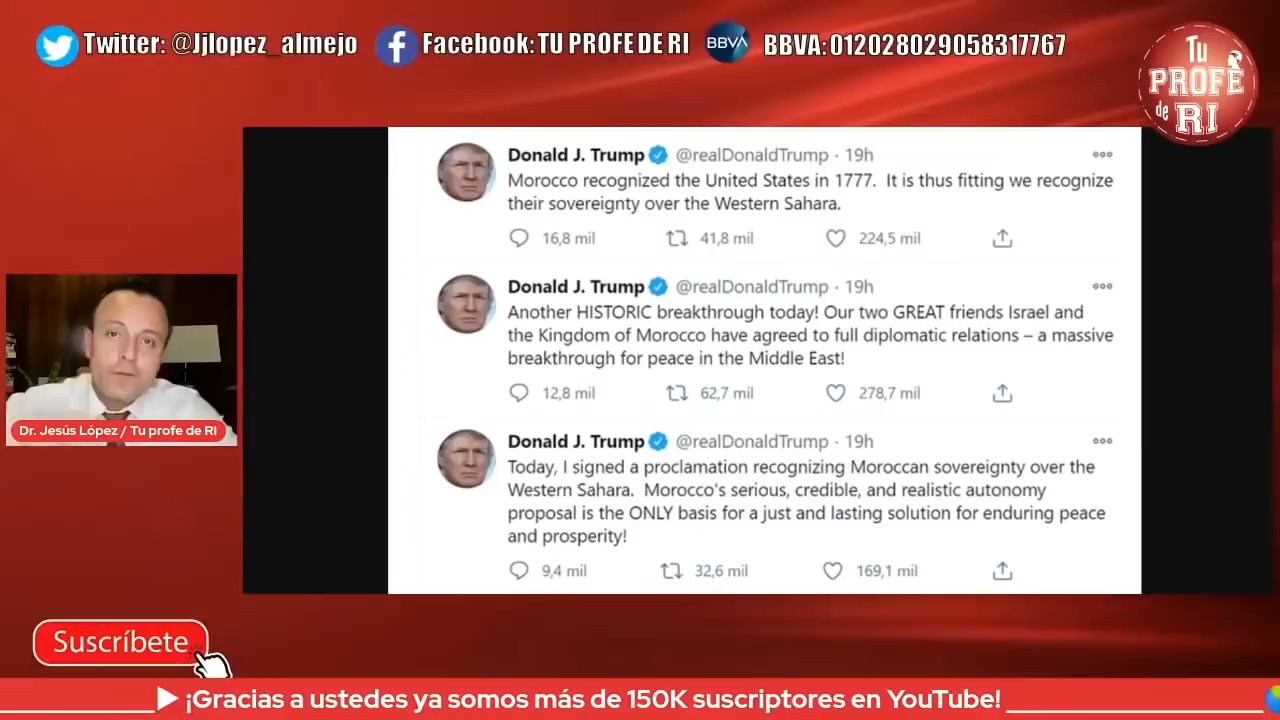 Twitter: @Jjlopez_almejo
Facebook: TU PROFE DE RI
BBVA
BBVA: 012028029058317767
Tu
PROFE
de RI
Donald J. Trump @realDonaldTrump · 19h
Morocco recognized the United States in 1777. It is thus fitting we recognize
their sovereignty over the Western Sahara.
16,8 mil 41,8 mil 224,5 mil
Donald J. Trump @realDonaldTrump · 19h
Another HISTORIC breakthrough today! Our two GREAT friends Israel and
the Kingdom of Morocco have agreed to full diplomatic relations – a massive
breakthrough for peace in the Middle East!
12,8 mil 62,7 mil 278,7 mil
Donald J. Trump @realDonaldTrump · 19h
Today, I signed a proclamation recognizing Moroccan sovereignty over the
Western Sahara. Morocco's serious, credible, and realistic autonomy
proposal is the ONLY basis for a just and lasting solution for enduring peace
and prosperity!
9,4 mil 32,6 mil 169,1 mil
Dr. Jesús López / Tu profe de RI
Suscríbete
¡Gracias a ustedes ya somos más de 150K suscriptores en YouTube!